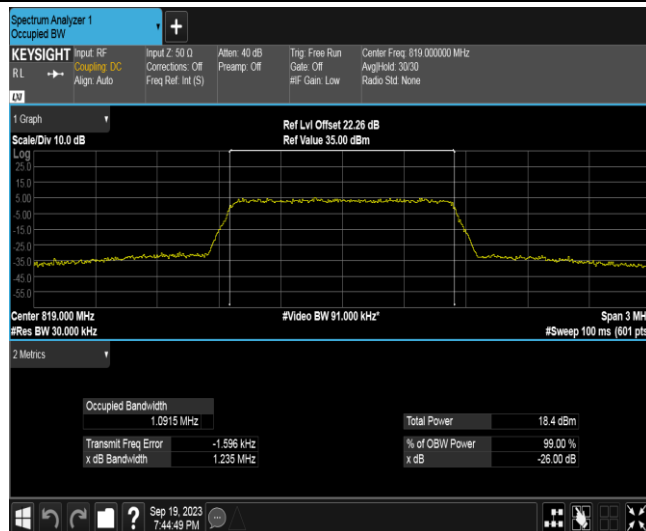 Spectrum Analyzer 1
Occupied BW
+
KEYSIGHT
RL
Input: RF
Coupling: DC
Align: Auto
Input Z: 50 Ω
Corrections: Off
Freq Ref: Int (S)
Atten: 40 dB
Preamp: Off
Trig: Free Run
Gate: Off
#IF Gain: Low
Center Freq: 819.000000 MHz
Avg|Hold: 30/30
Radio Std: None
1 Graph
Scale/Div 10.0 dB
Ref Lvl Offset 22.26 dB
Ref Value 35.00 dBm
Log
25.0
15.0
5.00
-5.00
-15.0
-25.0
-35.0
-45.0
-55.0
Center 819.000 MHz
#Res BW 30.000 kHz
#Video BW 91.000 kHz*
Span 3 MH
#Sweep 100 ms (601 pts
2 Metrics
Occupied Bandwidth
1.0915 MHz
Transmit Freq Error -1.596 kHz
x dB Bandwidth 1.235 MHz
Total Power 18.4 dBm
% of OBW Power 99.00 %
x dB -26.00 dB
?
Sep 19, 2023
7:44:49 PM